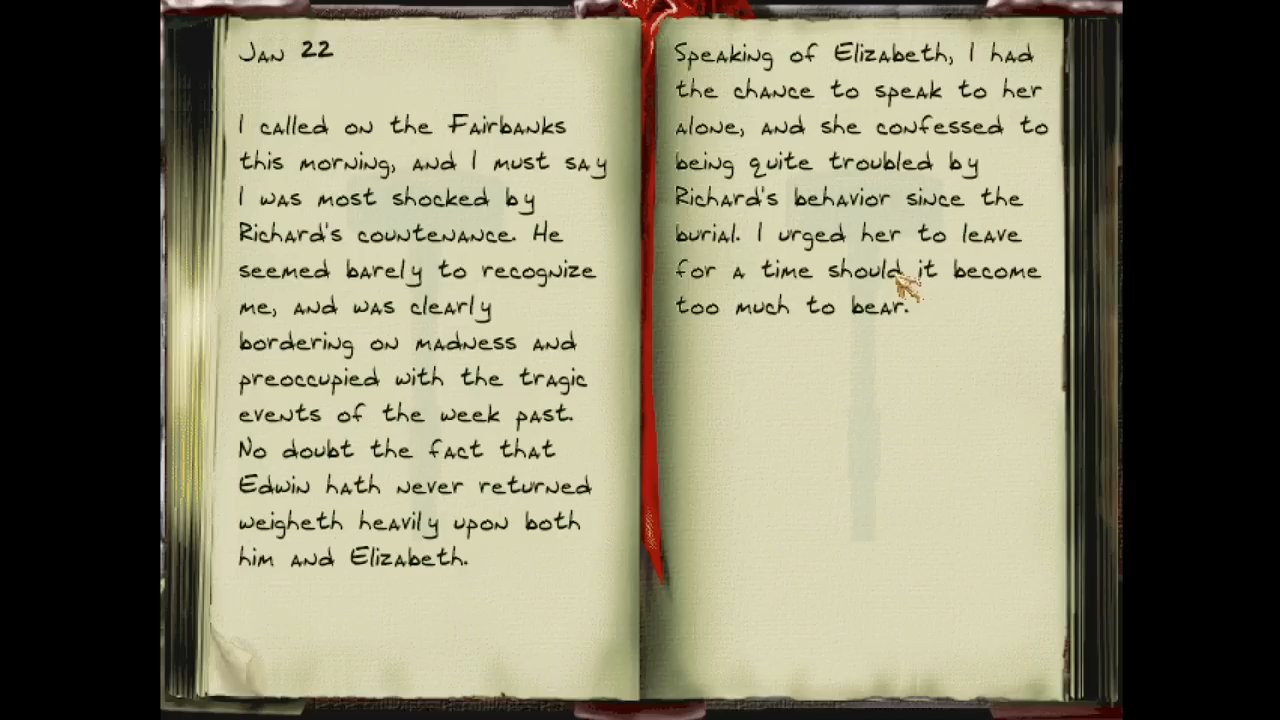 Jan 22
I called on the Fairbanks
this morning, and I must say
I was most shocked by
Richard's countenance. He
seemed barely to recognize
me, and was clearly
bordering on madness and
preoccupied with the tragic
events of the week past.
No doubt the fact that
Edwin hath never returned
weigheth heavily upon both
him and Elizabeth.
Speaking of Elizabeth, I had
the chance to speak to her
alone, and she confessed to
being quite troubled by
Richard's behavior since the
burial. I urged her to leave
for a time should it become
too much to bear.